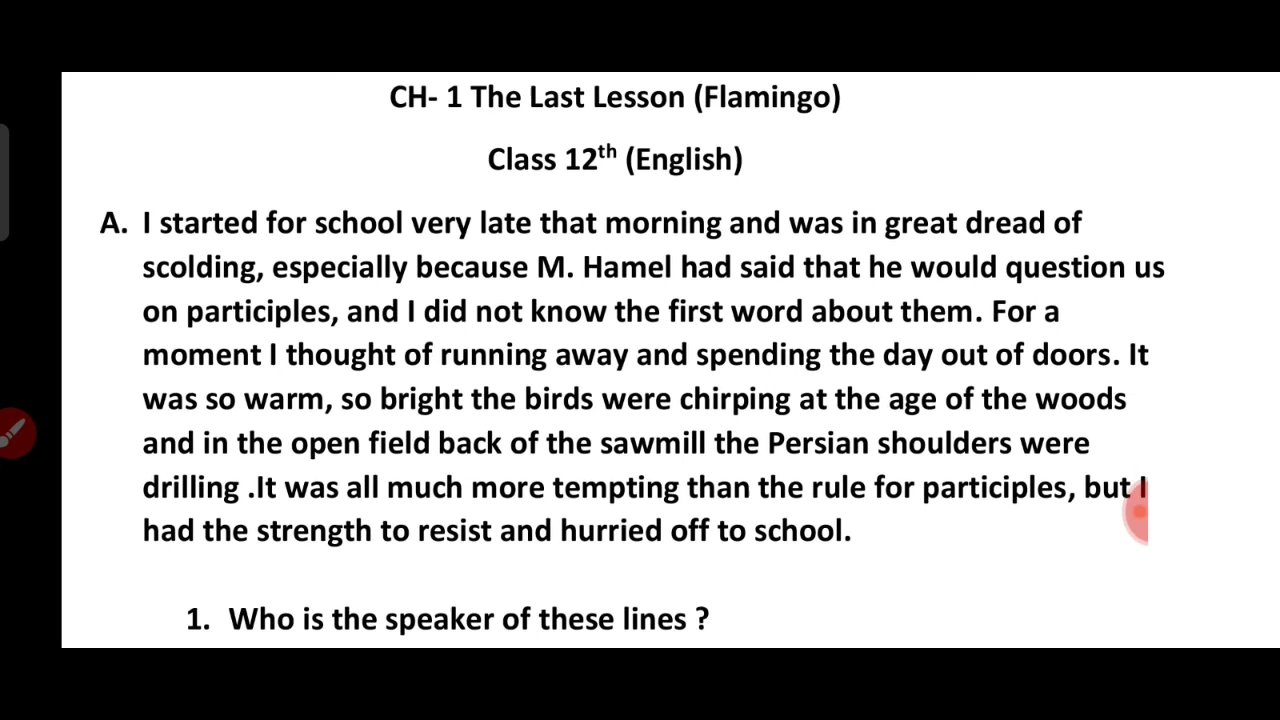 CH- 1 The Last Lesson (Flamingo)
Class 12th (English)
A. I started for school very late that morning and was in great dread of
scolding, especially because M. Hamel had said that he would question us
on participles, and I did not know the first word about them. For a
moment I thought of running away and spending the day out of doors. It
was so warm, so bright the birds were chirping at the age of the woods
and in the open field back of the sawmill the Persian shoulders were
drilling .It was all much more tempting than the rule for participles, but I
had the strength to resist and hurried off to school.
1. Who is the speaker of these lines ?